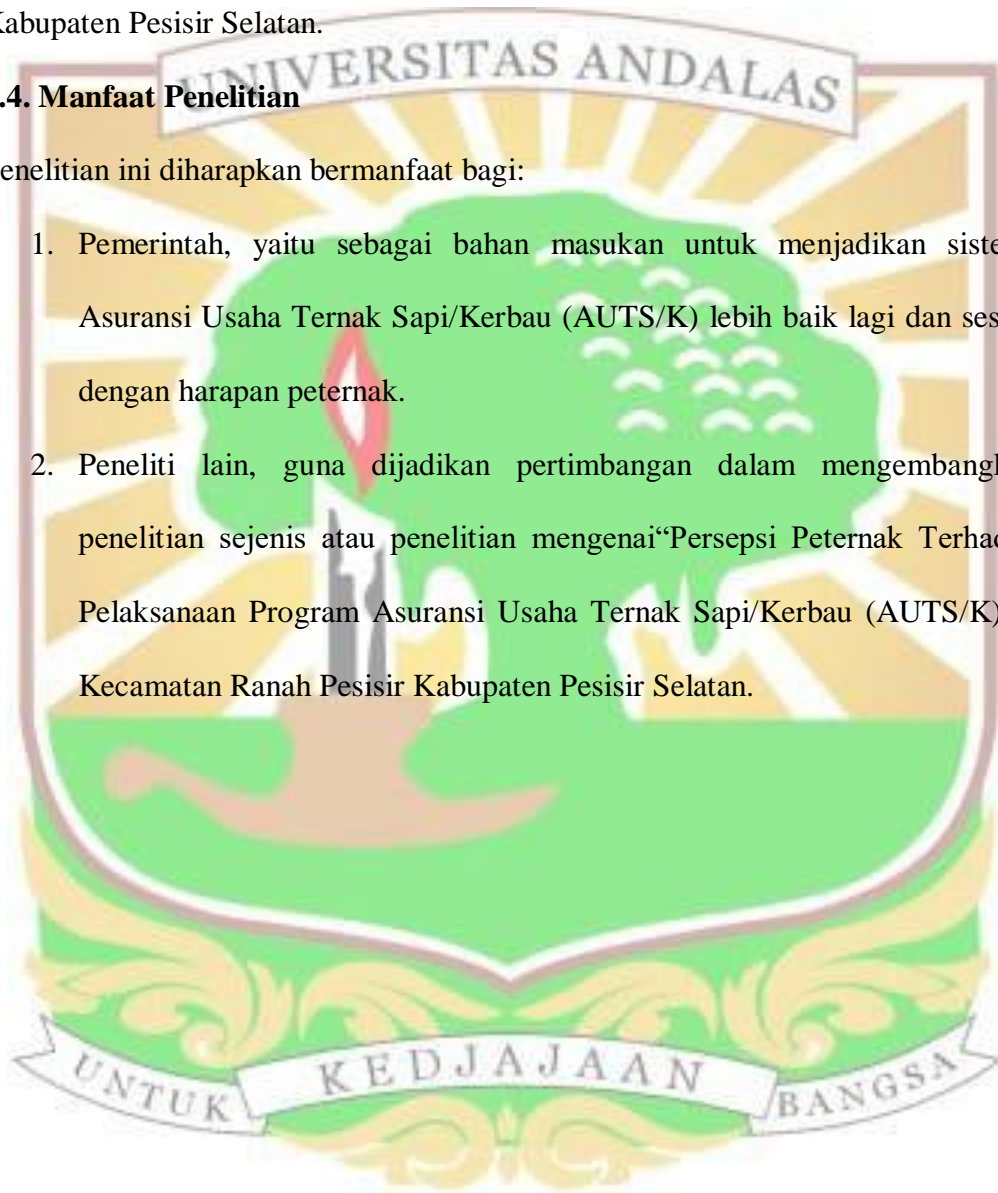 Kabupaten Pesisir Selatan.
UNIVERSITAS ANDALAS
.4. Manfaat Penelitian
enelitian ini diharapkan bermanfaat bagi:
1. Pemerintah, yaitu sebagai bahan masukan untuk menjadikan siste
Asuransi Usaha Ternak Sapi/Kerbau (AUTS/K) lebih baik lagi dan ses
dengan harapan peternak.
2. Peneliti lain, guna dijadikan pertimbangan dalam mengembang
penelitian sejenis atau penelitian mengenai“Persepsi Peternak Terhad
Pelaksanaan Program Asuransi Usaha Ternak Sapi/Kerbau (AUTS/K)
Kecamatan Ranah Pesisir Kabupaten Pesisir Selatan.
UNTUK KEDJAJAAN BANGSA